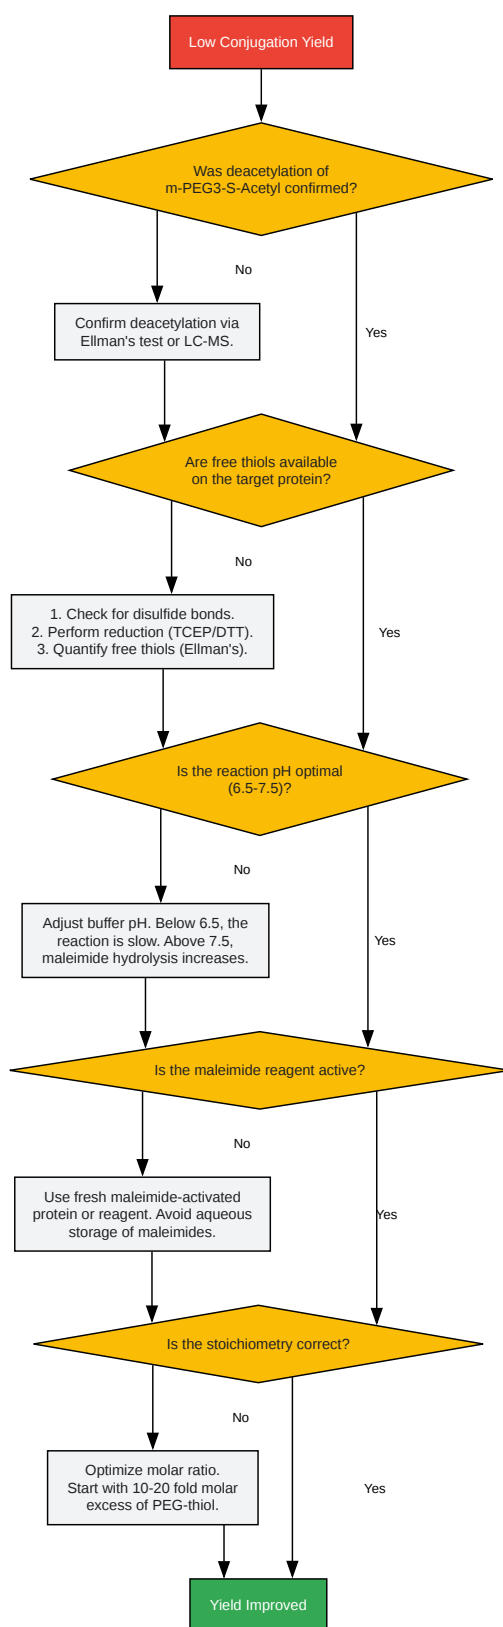 Low Conjugation Yield
Was deacetylation of
m-PEG3-S-Acetyl confirmed?
No
Yes
Confirm deacetylation via
Ellman's test or LC-MS.
Are free thiols available
on the target protein?
No
Yes
1. Check for disulfide bonds.
2. Perform reduction (TCEP/DTT).
3. Quantify free thiols (Ellman's).
Is the reaction pH optimal
(6.5-7.5)?
No
Yes
Adjust buffer pH. Below 6.5, the
reaction is slow. Above 7.5,
maleimide hydrolysis increases.
Is the maleimide reagent active?
No
Yes
Use fresh maleimide-activated
protein or reagent. Avoid aqueous
storage of maleimides.
Is the stoichiometry correct?
No
Yes
Optimize molar ratio.
Start with 10-20 fold molar
excess of PEG-thiol.
Yield Improved